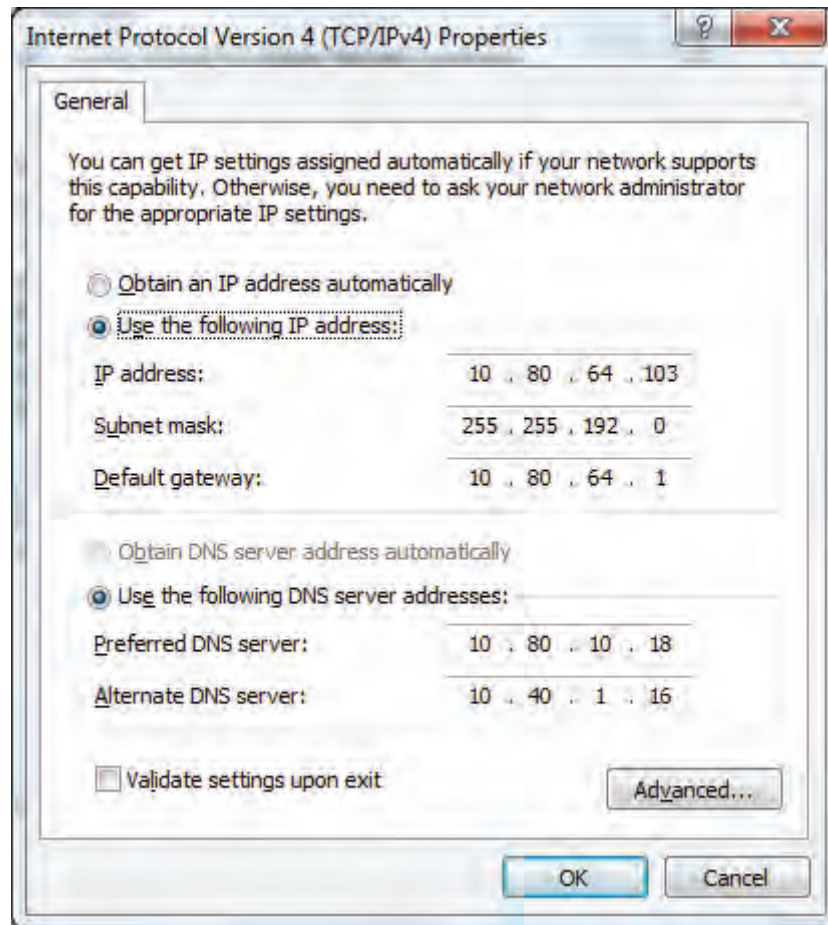 Internet Protocol Version 4 (TCP/IPv4) Properties
General
You can get IP settings assigned automatically if your network supports
this capability. Otherwise, you need to ask your network administrator
for the appropriate IP settings.
Obtain an IP address automatically
Use the following IP address:
IP address: 10 . 80 . 64 . 103
Subnet mask: 255 . 255 . 192 . 0
Default gateway: 10 . 80 . 64 . 1
Obtain DNS server address automatically
Use the following DNS server addresses:
Preferred DNS server: 10 . 80 . 10 . 18
Alternate DNS server: 10 . 40 . 1 . 16
Validate settings upon exit
Advanced...
OK Cancel